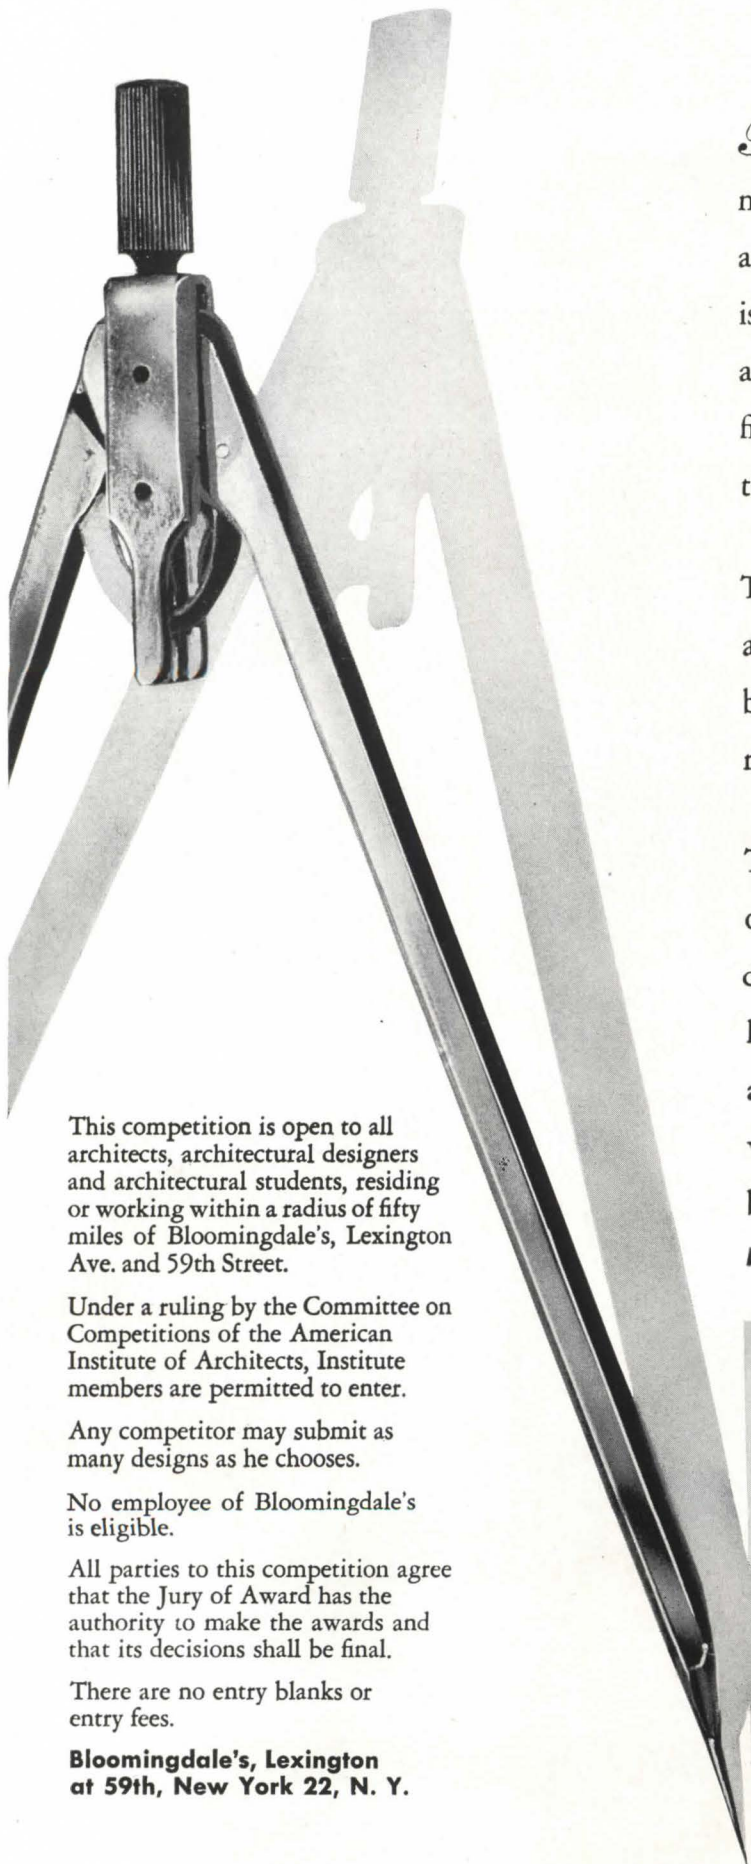 This competition is open to all
architects, architectural designers
and architectural students, residing
or working within a radius of fifty
miles of Bloomingdale's, Lexington
Ave. and 59th Street.
Under a ruling by the Committee on
Competitions of the American
Institute of Architects, Institute
members are permitted to enter.
Any competitor may submit as
many designs as he chooses.
No employee of Bloomingdale's
is eligible.
All parties to this competition agree
that the Jury of Award has the
authority to make the awards and
that its decisions shall be final.
There are no entry blanks or
entry fees.
Bloomingdale's, Lexington
at 59th, New York 22, N. Y.